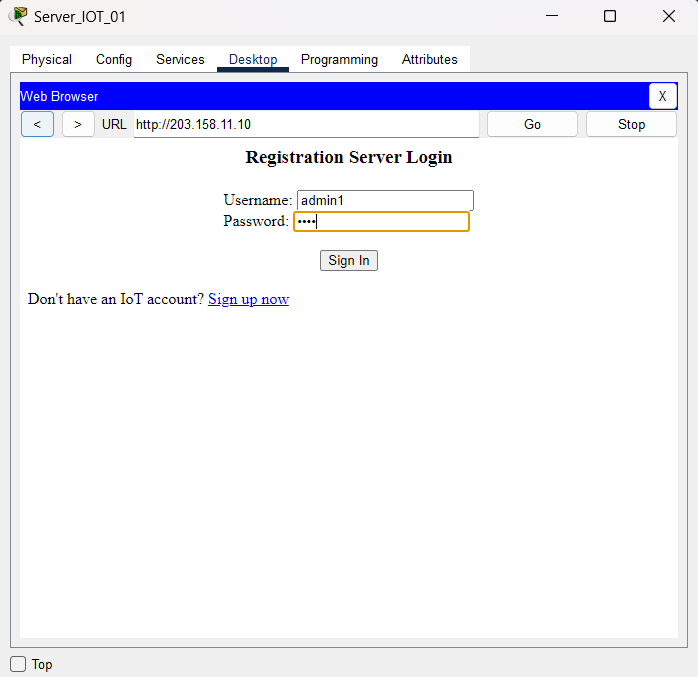 Server_IOT_01
Physical Config Services Desktop Programming Attributes
Web Browser X
< > URL http://203.158.11.10 Go Stop
Registration Server Login
Username: admin1
Password: ••••
Sign In
Don't have an IoT account? Sign up now
Top